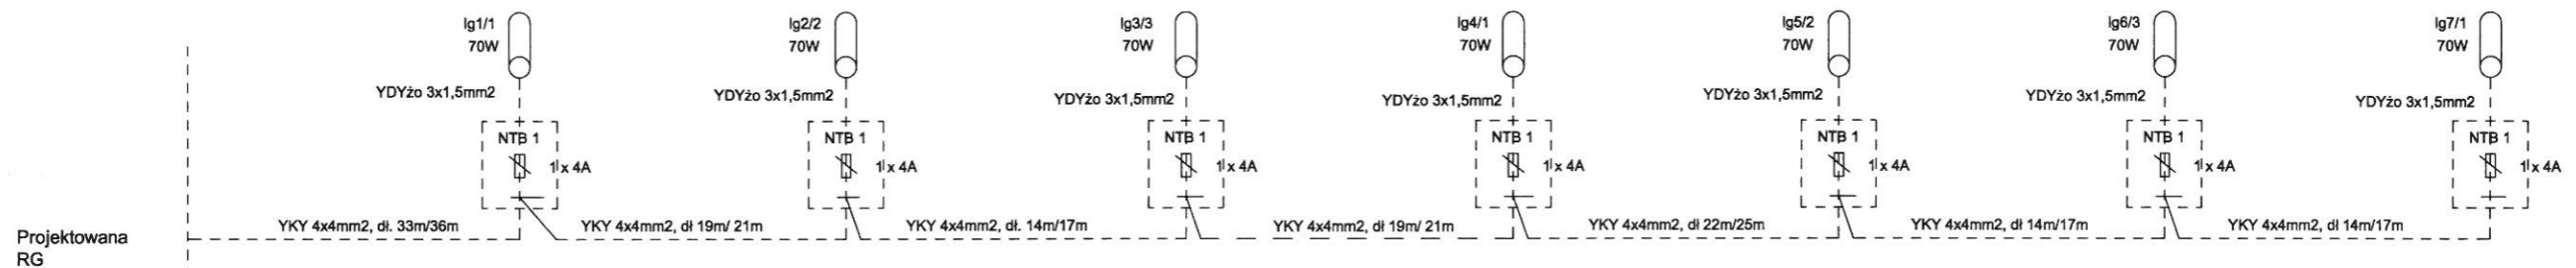 lg1/1
70W
YDYżo 3x1,5mm2
NTB 1
1 x 4A
lg2/2
70W
YDYżo 3x1,5mm2
NTB 1
1 x 4A
lg3/3
70W
YDYżo 3x1,5mm2
NTB 1
1 x 4A
lg4/1
70W
YDYżo 3x1,5mm2
NTB 1
1 x 4A
lg5/2
70W
YDYżo 3x1,5mm2
NTB 1
1 x 4A
lg6/3
70W
YDYżo 3x1,5mm2
NTB 1
1 x 4A
lg7/1
70W
YDYżo 3x1,5mm2
NTB 1
1 x 4A
Projektowana
RG
YKY 4x4mm2, dł. 33m/36m
YKY 4x4mm2, dł 19m/ 21m
YKY 4x4mm2, dł. 14m/17m
YKY 4x4mm2, dł 19m/ 21m
YKY 4x4mm2, dł 22m/25m
YKY 4x4mm2, dł 14m/17m
YKY 4x4mm2, dł 14m/17m